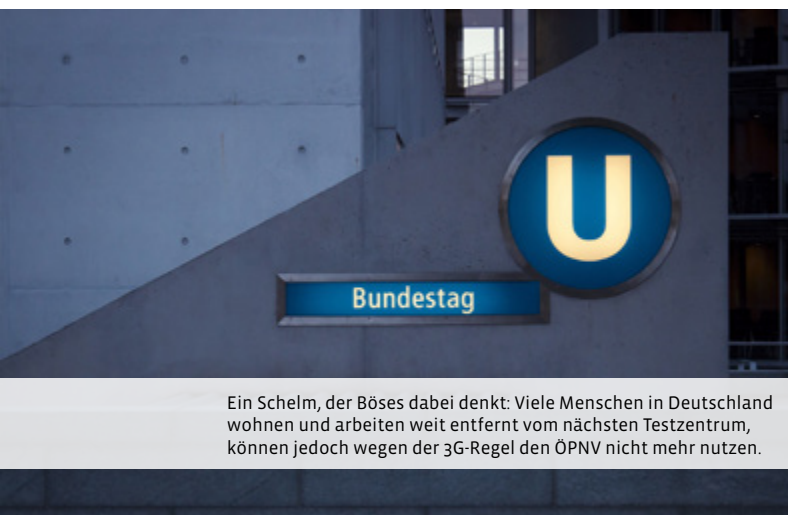 U
Bundestag
Ein Schelm, der Böses dabei denkt: Viele Menschen in Deutschland
wohnen und arbeiten weit entfernt vom nächsten Testzentrum,
können jedoch wegen der 3G-Regel den ÖPNV nicht mehr nutzen.